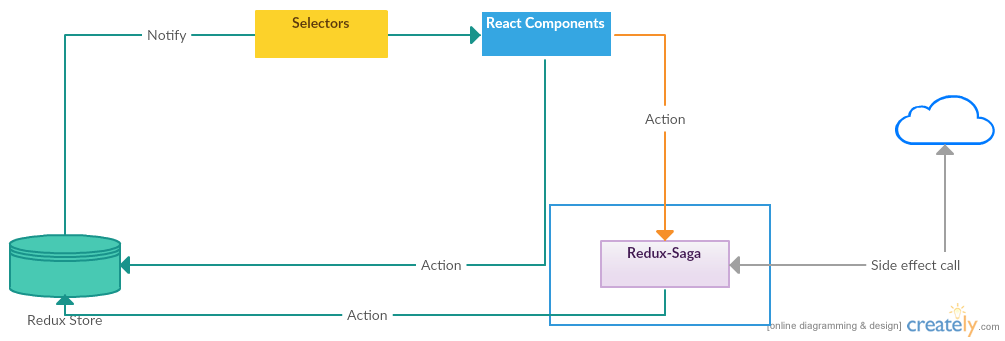 Notify
Selectors
React Components
Action
Redux-Saga
Action
Side effect call
Redux Store
Action
[online diagramming & design] creately.com